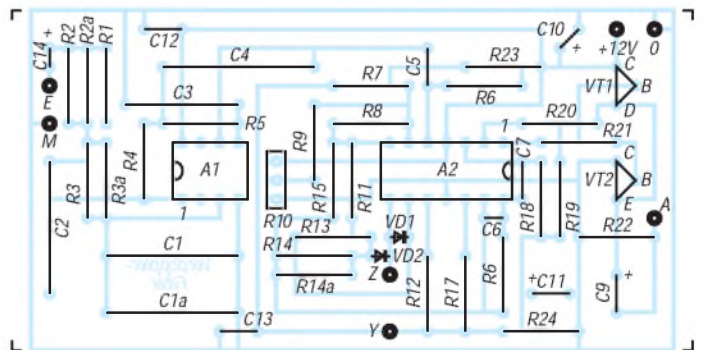 C14 +
R2
R2a
R1
C12
C4
C5
R23
C10
+
+12V
0
E
M
C3
R7
R6
VT1
C
B
D
R4
R5
R9
R8
1
R20
R21
A1
1
A2
C7
VT2
C
B
E
A
C2
R3
R3a
R10
R15
R11
C6
R18
R19
R22
R13
VD1
C1
R14
VD2
Z
R14a
R12
R17
R6
+C11
C9
+
C1a
C13
Y
R24